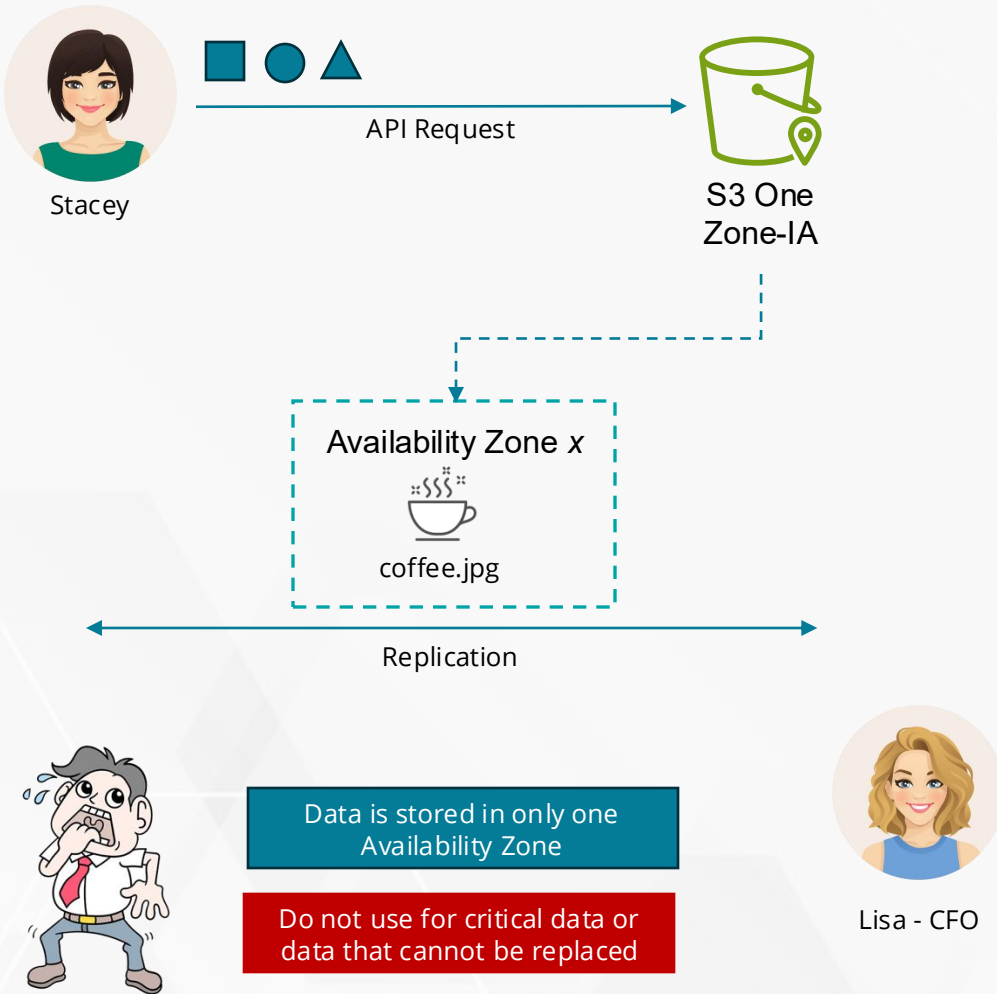 API Request
Stacey
S3 One
Zone-IA
Availability Zone x
coffee.jpg
Replication
Data is stored in only one
Availability Zone
Do not use for critical data or
data that cannot be replaced
Lisa - CFO